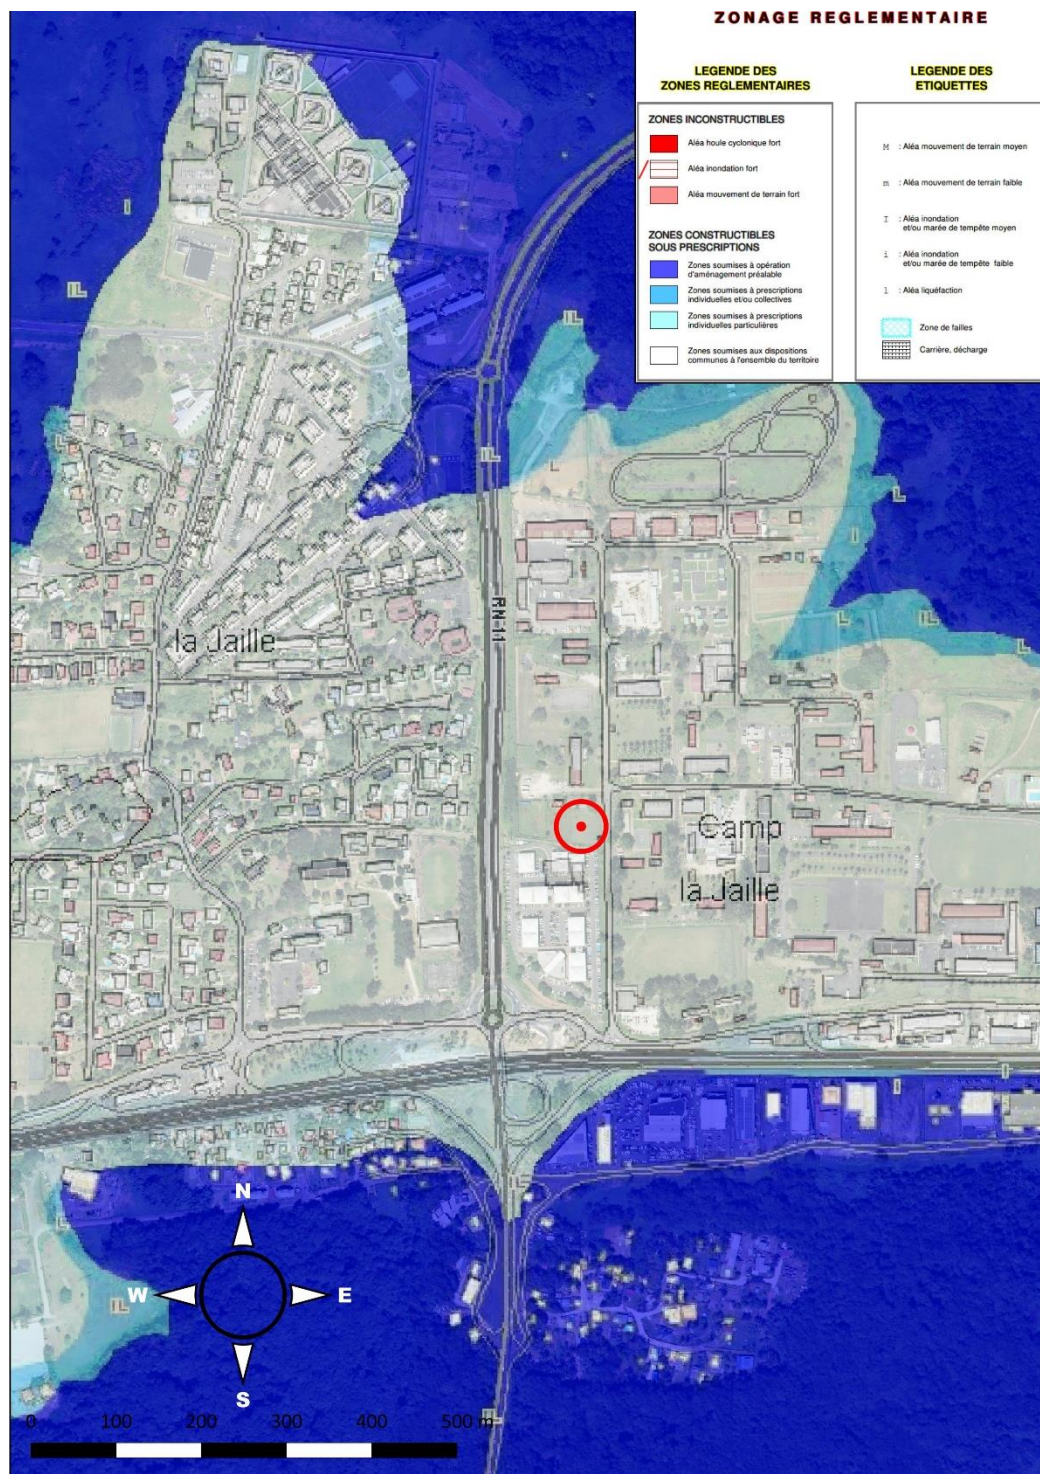 ZONAGE REGLEMENTAIRE
LEGENDE DES
ZONES REGLEMENTAIRES
ZONES INCONSTRUCTIBLES
Aléa houle cyclonique fort
Aléa inondation fort
Aléa mouvement de terrain fort
ZONES CONSTRUCTIBLES
SOUS PRESCRIPTIONS
Zones soumises à opération
d'aménagement préalable
Zones soumises à prescriptions
individuelles et/ou collectives
Zones soumises à prescriptions
individuelles particulières
Zones soumises aux dispositions
communes à l'ensemble du territoire
LEGENDE DES
ETIQUETTES
M : Aléa mouvement de terrain moyen
m : Aléa mouvement de terrain faible
I : Aléa inondation
et/ou marée de tempête moyen
i : Aléa inondation
et/ou marée de tempête faible
l : Aléa liquéfaction
Zone de failles
Carrière, décharge
IL
IL
IL
L
L
IL
L
RN 11
la Jaille
Camp
la Jaille
IL
N
W
E
S
0 100 200 300 400 500 m